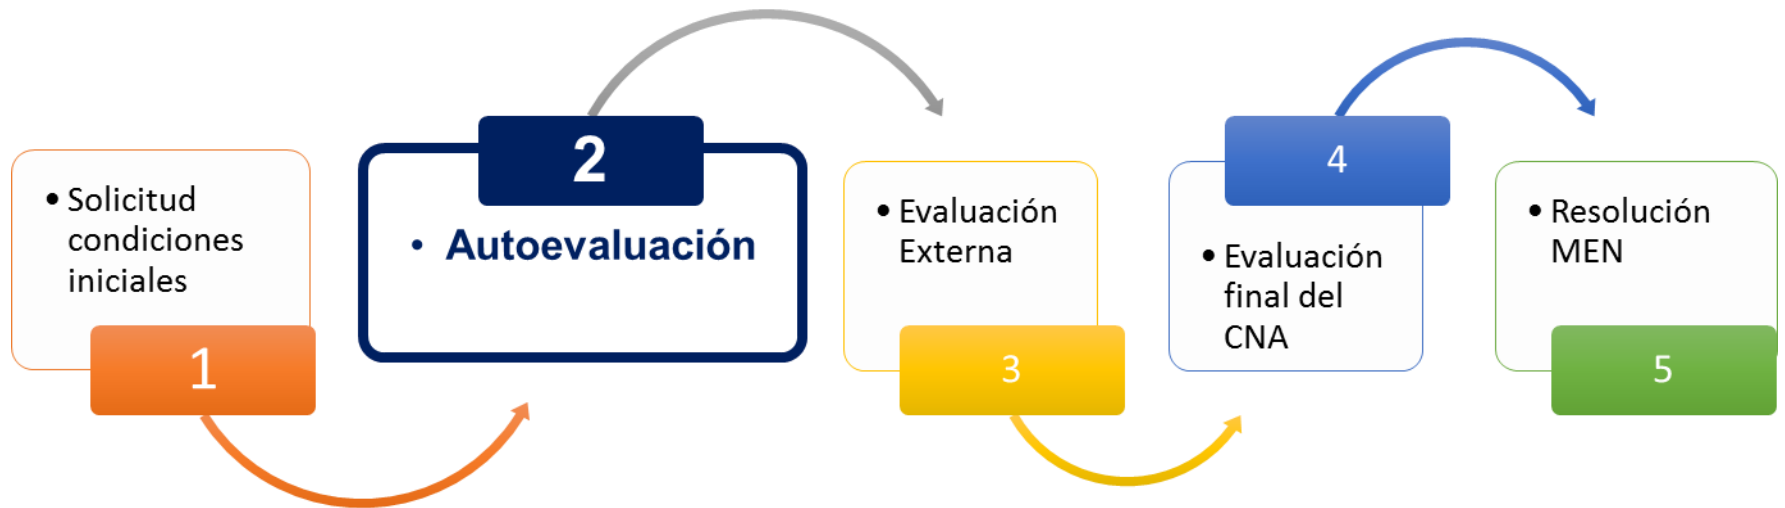 • Solicitud
condiciones
iniciales
1
2
• Autoevaluación
• Evaluación
Externa
3
4
• Evaluación
final del
CNA
• Resolución
MEN
5